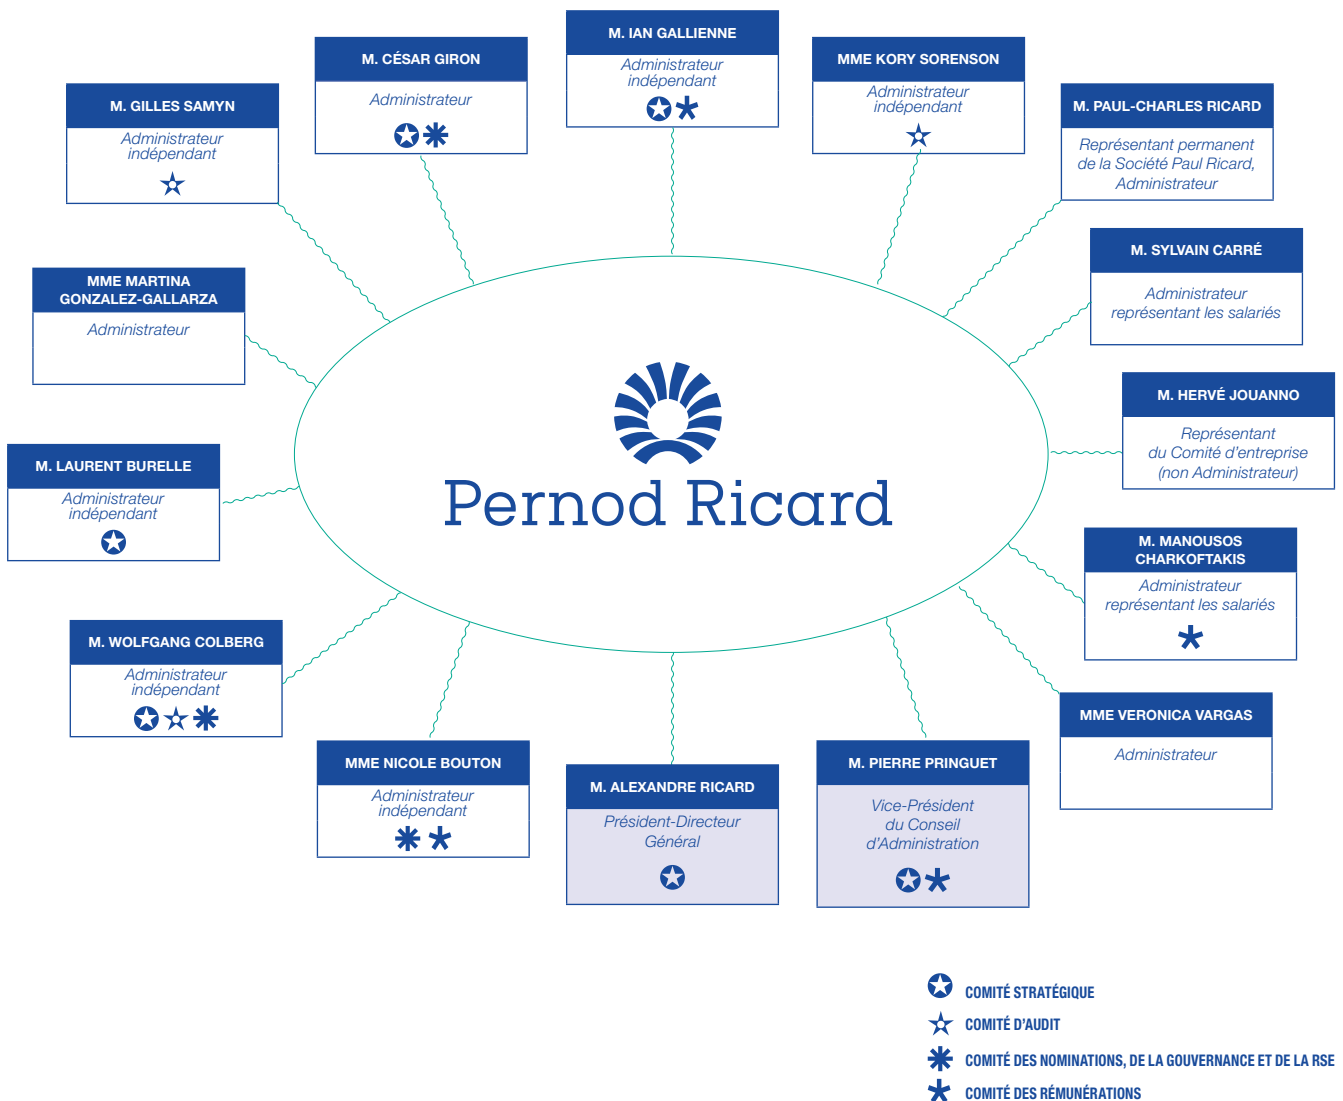 M. IAN GALLIENNE
Administrateur
indépendant
M. CÉSAR GIRON
Administrateur
MME KORY SORENSON
Administrateur
indépendant
M. GILLES SAMYN
Administrateur
indépendant
M. PAUL-CHARLES RICARD
Représentant permanent
de la Société Paul Ricard,
Administrateur
M. SYLVAIN CARRÉ
Administrateur
représentant les salariés
MME MARTINA
GONZALEZ-GALLARZA
Administrateur
M. HERVÉ JOUANNO
Représentant
du Comité d'entreprise
(non Administrateur)
M. LAURENT BURELLE
Administrateur
indépendant
Pernod Ricard
M. MANOUSOS
CHARKOFTAKIS
Administrateur
représentant les salariés
M. WOLFGANG COLBERG
Administrateur
indépendant
MME VERONICA VARGAS
Administrateur
MME NICOLE BOUTON
Administrateur
indépendant
M. ALEXANDRE RICARD
Président-Directeur
Général
M. PIERRE PRINGUET
Vice-Président
du Conseil
d'Administration
COMITÉ STRATÉGIQUE
COMITÉ D'AUDIT
COMITÉ DES NOMINATIONS, DE LA GOUVERNANCE ET DE LA RSE
COMITÉ DES RÉMUNÉRATIONS